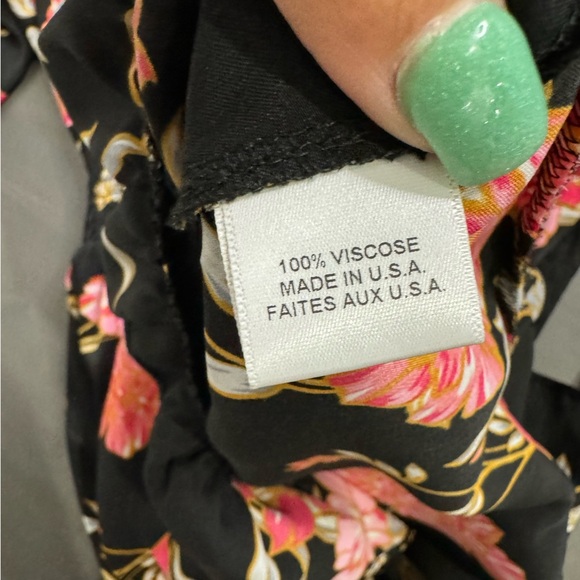 100% VISCOSE
MADE IN U.S.A.
FAITES AUX U.S.A.